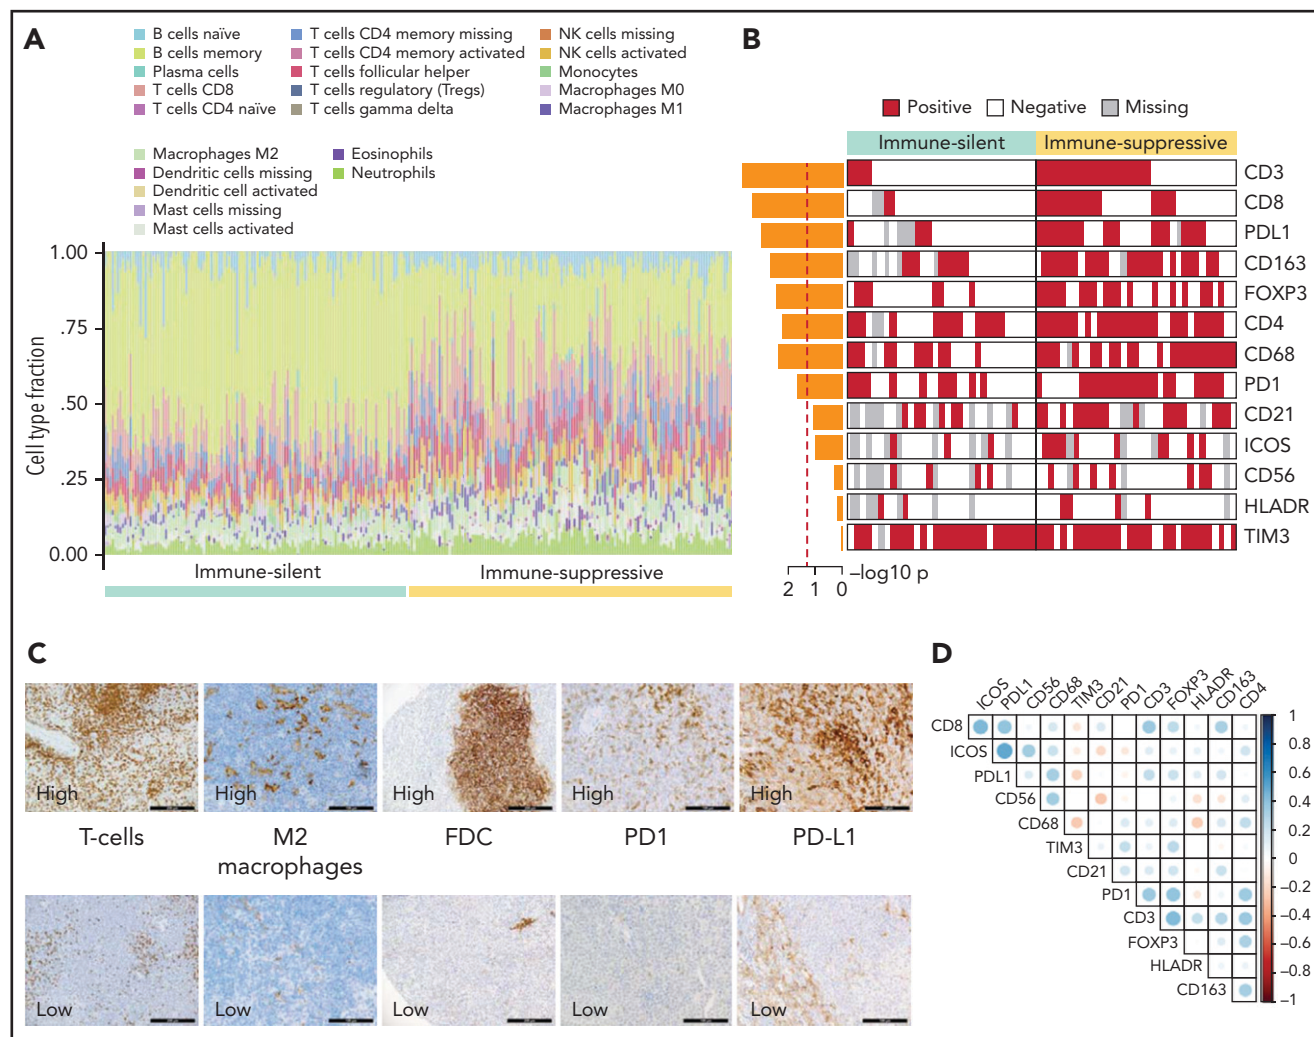 A
B cells naïve
B cells memory
Plasma cells
T cells CD8
T cells CD4 naïve
T cells CD4 memory missing
T cells CD4 memory activated
T cells follicular helper
T cells regulatory (Tregs)
T cells gamma delta
NK cells missing
NK cells activated
Monocytes
Macrophages M0
Macrophages M1
Macrophages M2
Dendritic cells missing
Dendritic cell activated
Mast cells missing
Mast cells activated
Eosinophils
Neutrophils
Cell type fraction
1.00
.75
.50
.25
0.00
Immune-silent
Immune-suppressive
B
Positive
Negative
Missing
Immune-silent
Immune-suppressive
CD3
CD8
PDL1
CD163
FOXP3
CD4
CD68
PD1
CD21
ICOS
CD56
HLADR
TIM3
–log10 p
2 1 0
C
High
High
High
High
High
T-cells
M2
macrophages
FDC
PD1
PD-L1
Low
Low
Low
Low
Low
D
ICOS
PDL1
CD56
CD68
TIM3
CD21
PD1
CD3
FOXP3
HLADR
CD163
CD4
CD8
ICOS
PDL1
CD56
CD68
TIM3
CD21
PD1
CD3
FOXP3
HLADR
CD163
1
0.8
0.6
0.4
0.2
0
–0.2
–0.4
–0.6
–0.8
–1